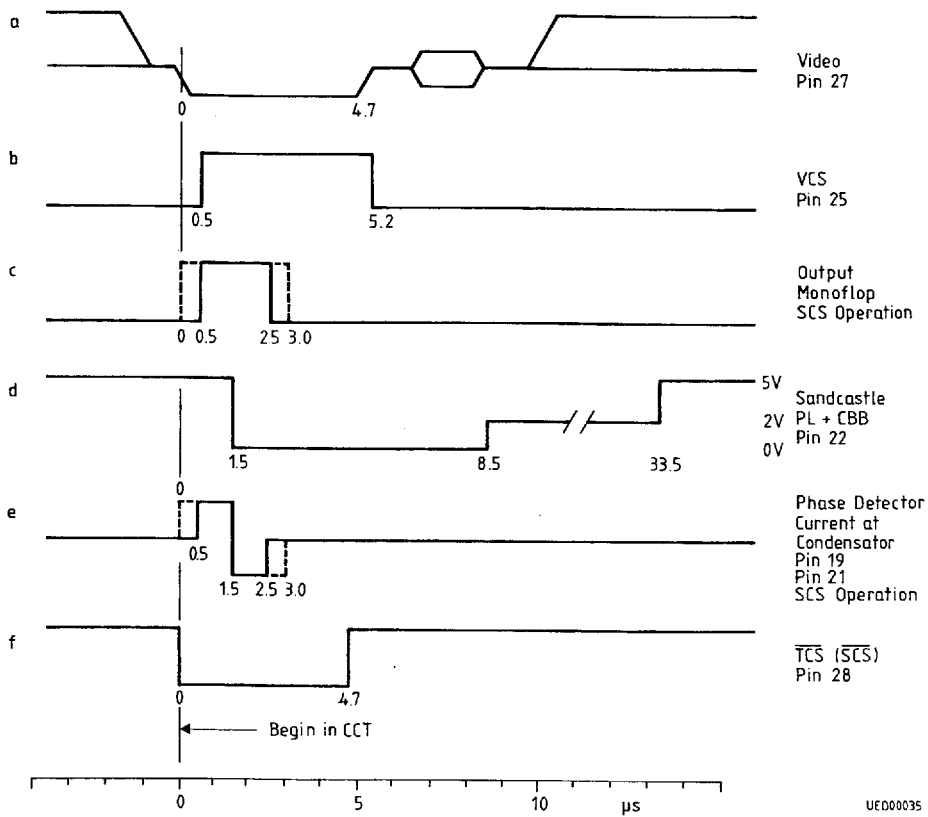 a
Video
Pin 27
0
4.7
b
VCS
Pin 25
0.5
5.2
c
Output
Monoflop
SCS Operation
0 0.5 25 3.0
d
5V
Sandcastle
2V
PL + CBB
Pin 22
0V
1.5
8.5
33.5
0
e
Phase Detector
Current at
Condensator
Pin 19
Pin 21
SCS Operation
0.5
1.5 2.5 3.0
f
TCS (SCS)
Pin 28
0
4.7
Begin in CCT
0 5 10 µs
UED00035